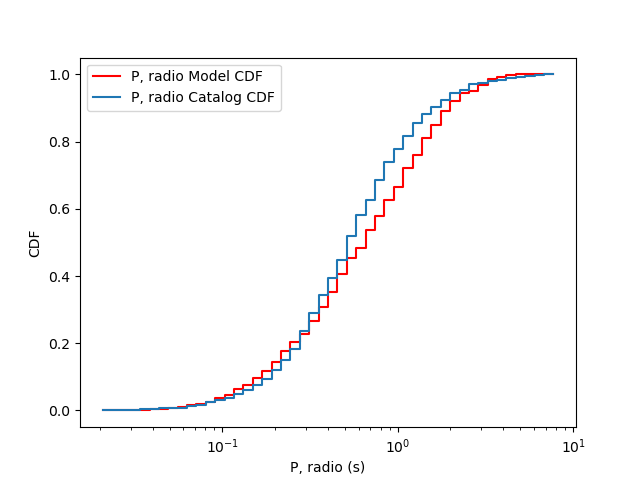 P, radio Model CDF
P, radio Catalog CDF
1.0
0.8
0.6
0.4
0.2
0.0
CDF
10⁻¹ 10⁰ 10¹
P, radio (s)